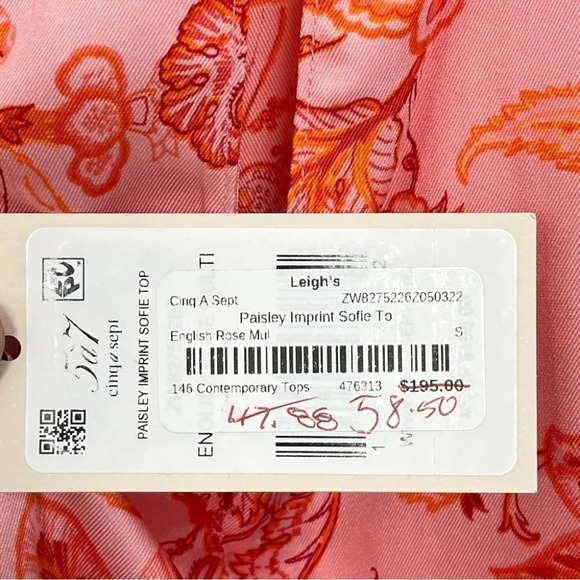 5à7
cinq à sept
PAISLEY IMPRINT SOFIE TOP
Leigh's
Cinq A Sept ZW8275226Z050322
Paisley Imprint Sofie To
English Rose Mul S
146 Contemporary Tops 476313 $195.00
47.88 58.50